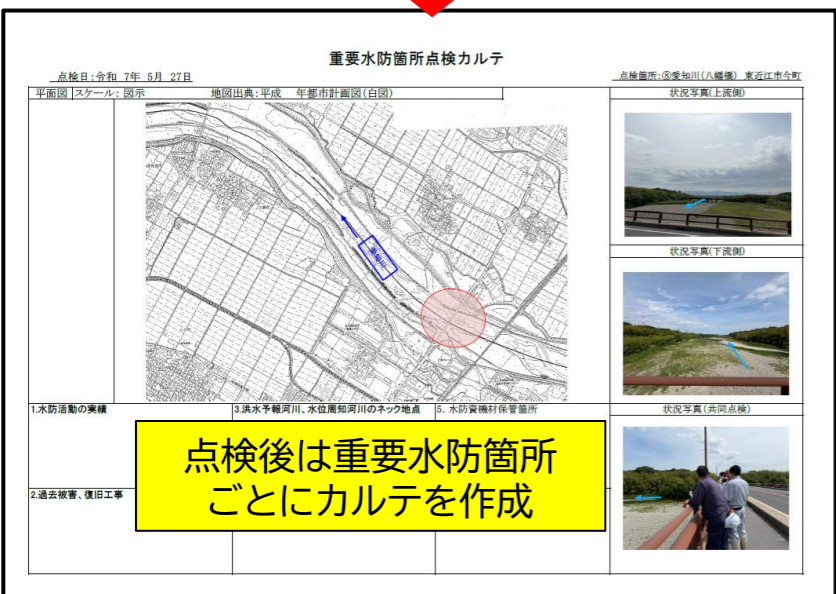 重要水防箇所点検カルテ
点検日:令和 7年 5月 27日
点検箇所:⑤愛知川(八幡橋) 東近江市今町
平面図 スケール: 図示 地図出典:平成 年都市計画図(白図)
状況写真(上流側)
状況写真(下流側)
1.水防活動の実績
3.洪水予報河川、水位周知河川のネック地点
5. 水防資機材保管箇所
状況写真(共同点検)
点検後は重要水防箇所
ごとにカルテを作成
2.過去被害、復旧工事